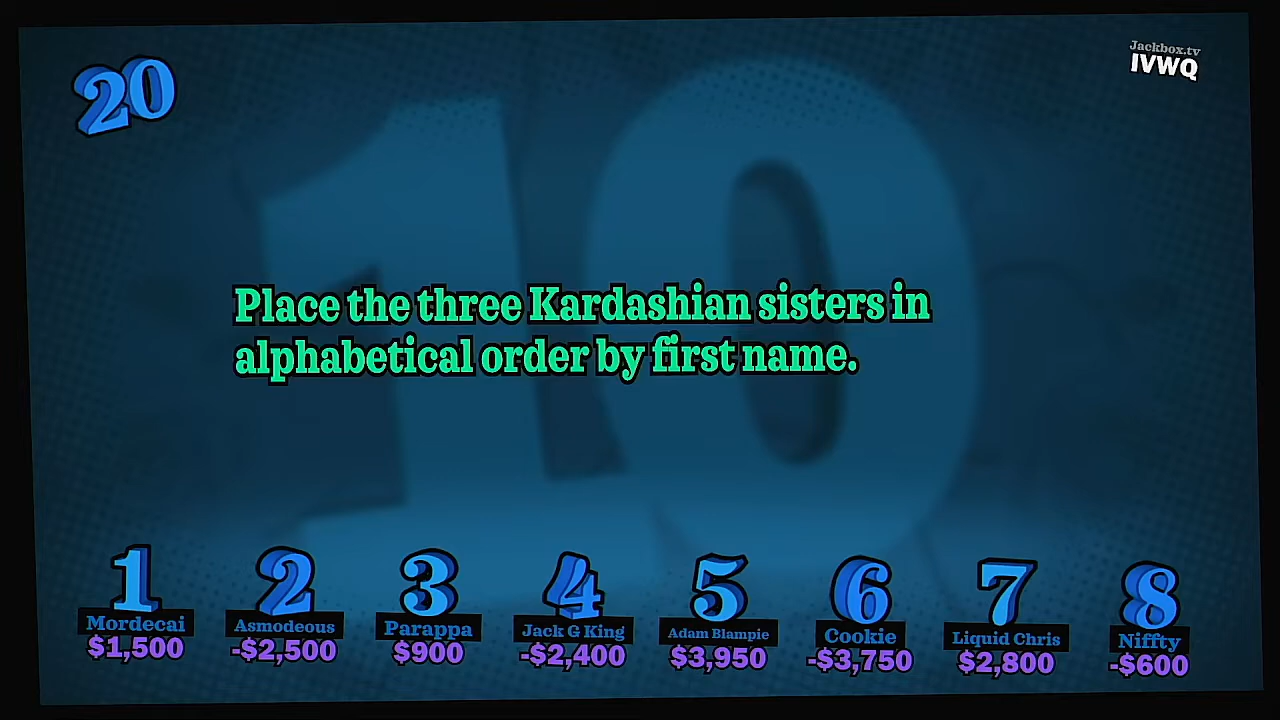 20
Jackbox.tv
IVWQ
10
Place the three Kardashian sisters in
alphabetical order by first name.
1 2 3 4 5 6 7 8
Mordecai Asmodeous Parappa Jack G King Adam Blampie Cookie Liquid Chris Niffty
$1,500 -$2,500 $900 -$2,400 $3,950 -$3,750 $2,800 -$600